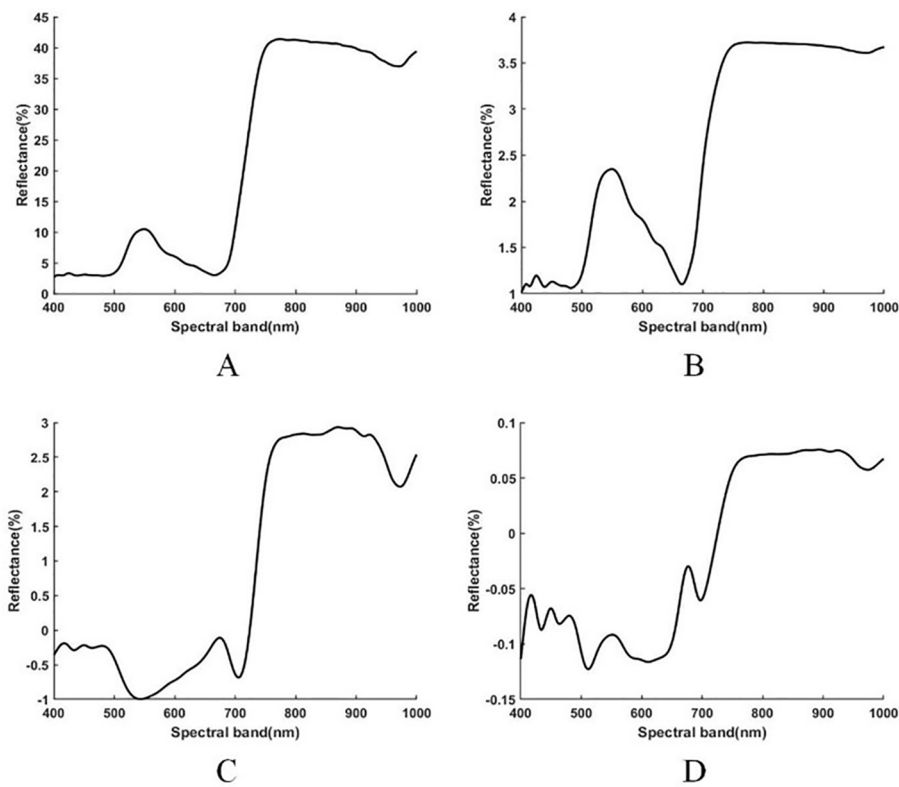 45
40
35
30
25
20
15
10
5
0
Reflectance(%)
400 500 600 700 800 900 1000
Spectral band(nm)
A
4
3.5
3
2.5
2
1.5
1
Reflectance(%)
400 500 600 700 800 900 1000
Spectral band(nm)
B
3
2.5
2
1.5
1
0.5
0
-0.5
-1
Reflectance(%)
400 500 600 700 800 900 1000
Spectral band(nm)
C
0.1
0.05
0
-0.05
-0.1
-0.15
Reflectance(%)
400 500 600 700 800 900 1000
Spectral band(nm)
D